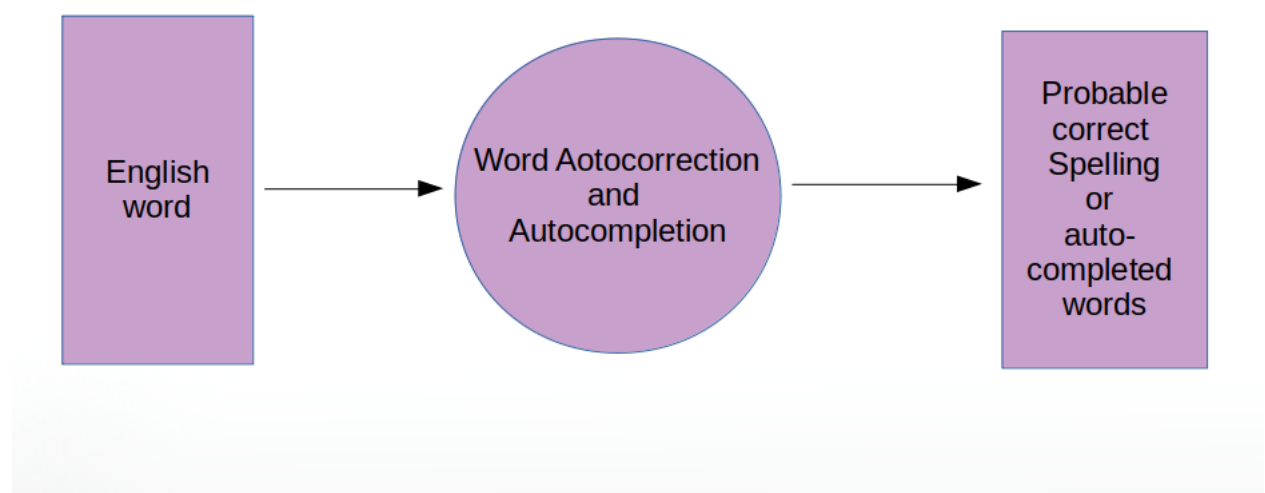 English
word
Word Aotocorrection
and
Autocompletion
Probable
correct
Spelling
or
auto-
completed
words